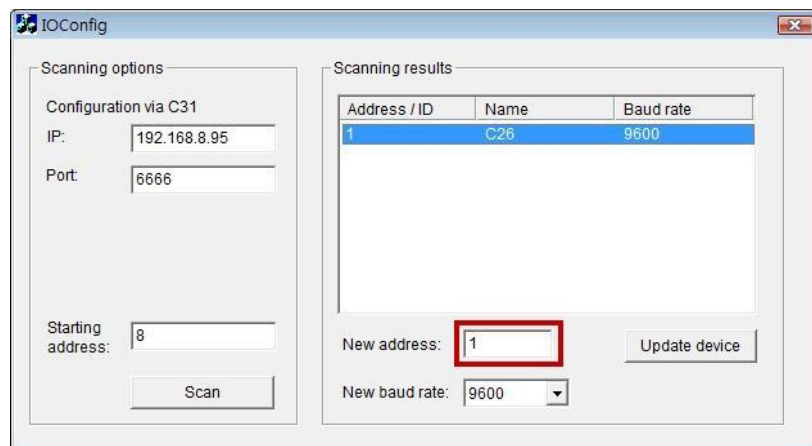 IOConfig
Scanning options
Configuration via C31
IP: 192.168.8.95
Port: 6666
Starting
address: 8
Scan
Scanning results
Address / ID Name Baud rate
1 C26 9600
New address: 1
Update device
New baud rate: 9600